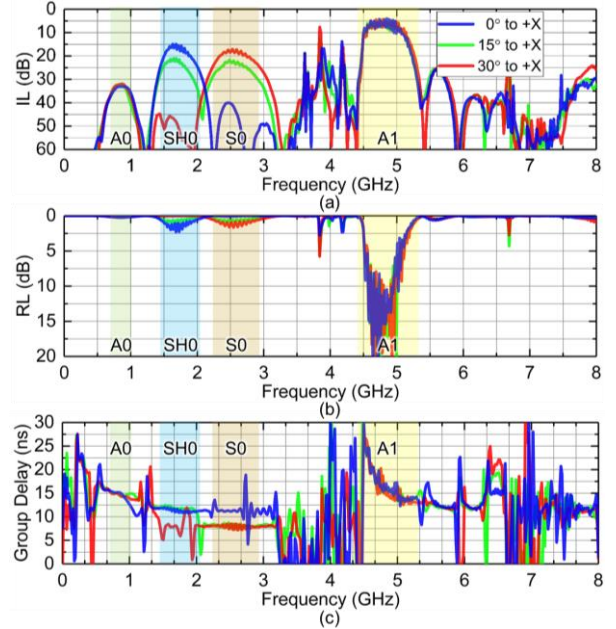 10
20
30
40
50
60
IL (dB)
0° to +X
15° to +X
30° to +X
A0 SH0 S0 A1
0 1 2 3 4 5 6 7 8
Frequency (GHz)
(a)
0
5
10
15
20
RL (dB)
A0 SH0 S0 A1
0 1 2 3 4 5 6 7 8
Frequency (GHz)
(b)
30
25
20
15
10
5
0
Group Delay (ns)
A0 SH0 S0 A1
0 1 2 3 4 5 6 7 8
Frequency (GHz)
(c)